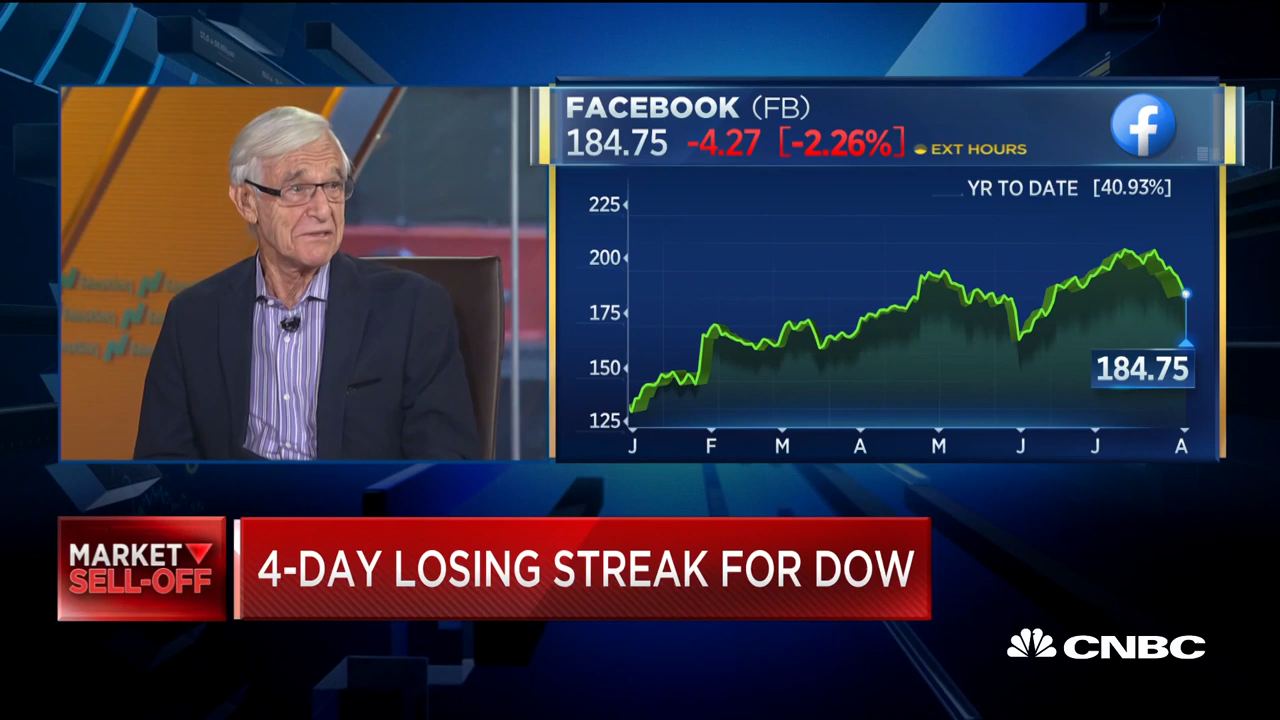 FACEBOOK (FB)
184.75 -4.27 [-2.26%] EXT HOURS
YR TO DATE [40.93%]
225
200
175
150
125
184.75
J F M A M J J A
MARKET
SELL-OFF
4-DAY LOSING STREAK FOR DOW
CNBC